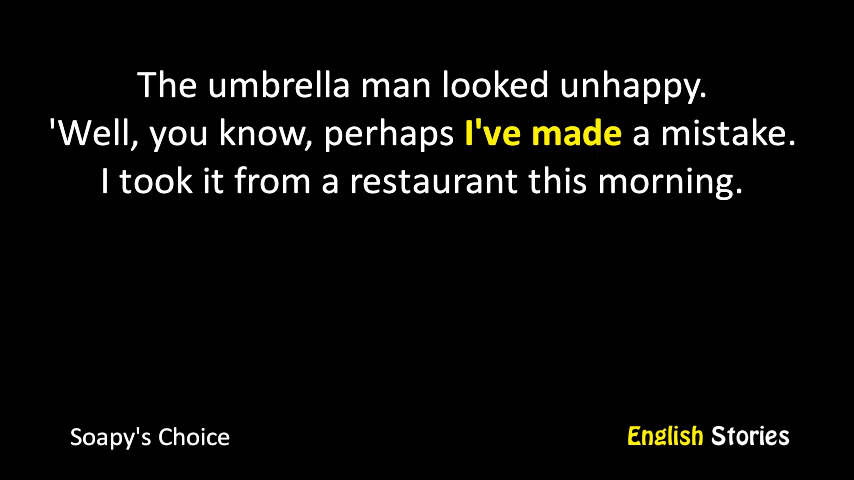 The umbrella man looked unhappy.
'Well, you know, perhaps I've made a mistake.
I took it from a restaurant this morning.
Soapy's Choice
English Stories